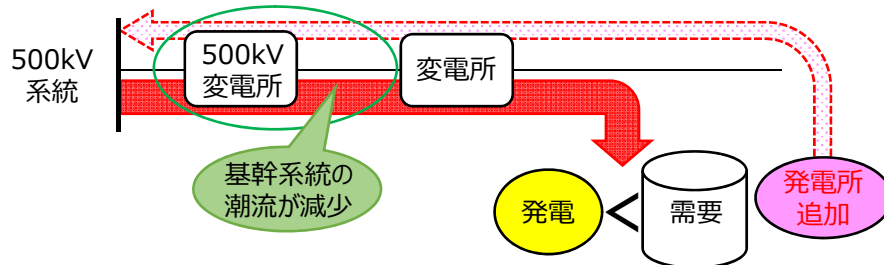 500kV
系統
500kV
変電所
変電所
基幹系統の
潮流が減少
発電
需要
発電所
追加